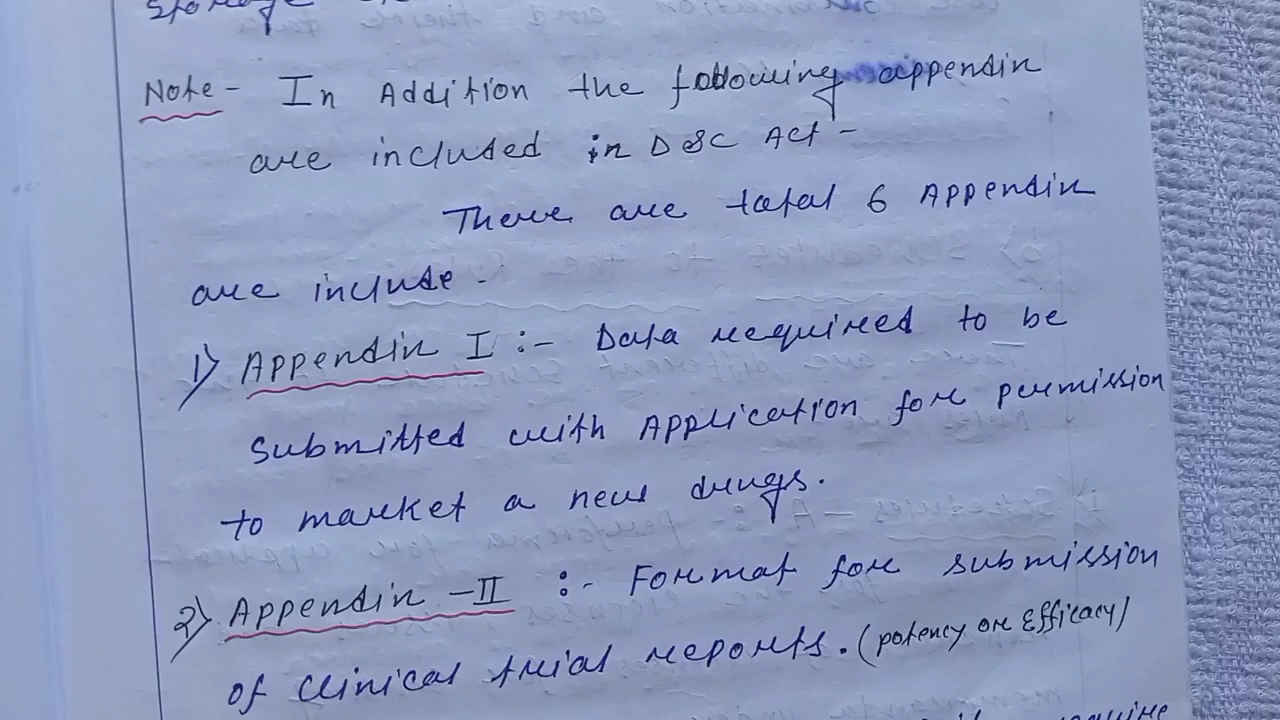 Storage
Note - In Addition the following appendix
are included in D&C Act -
There are total 6 Appendix
are include -
1) Appendix I :- Data required to be
submitted with Application for permission
to market a new drugs.
2) Appendix -II :- Format for submission
of clinical trial reports. (potency or Efficacy)